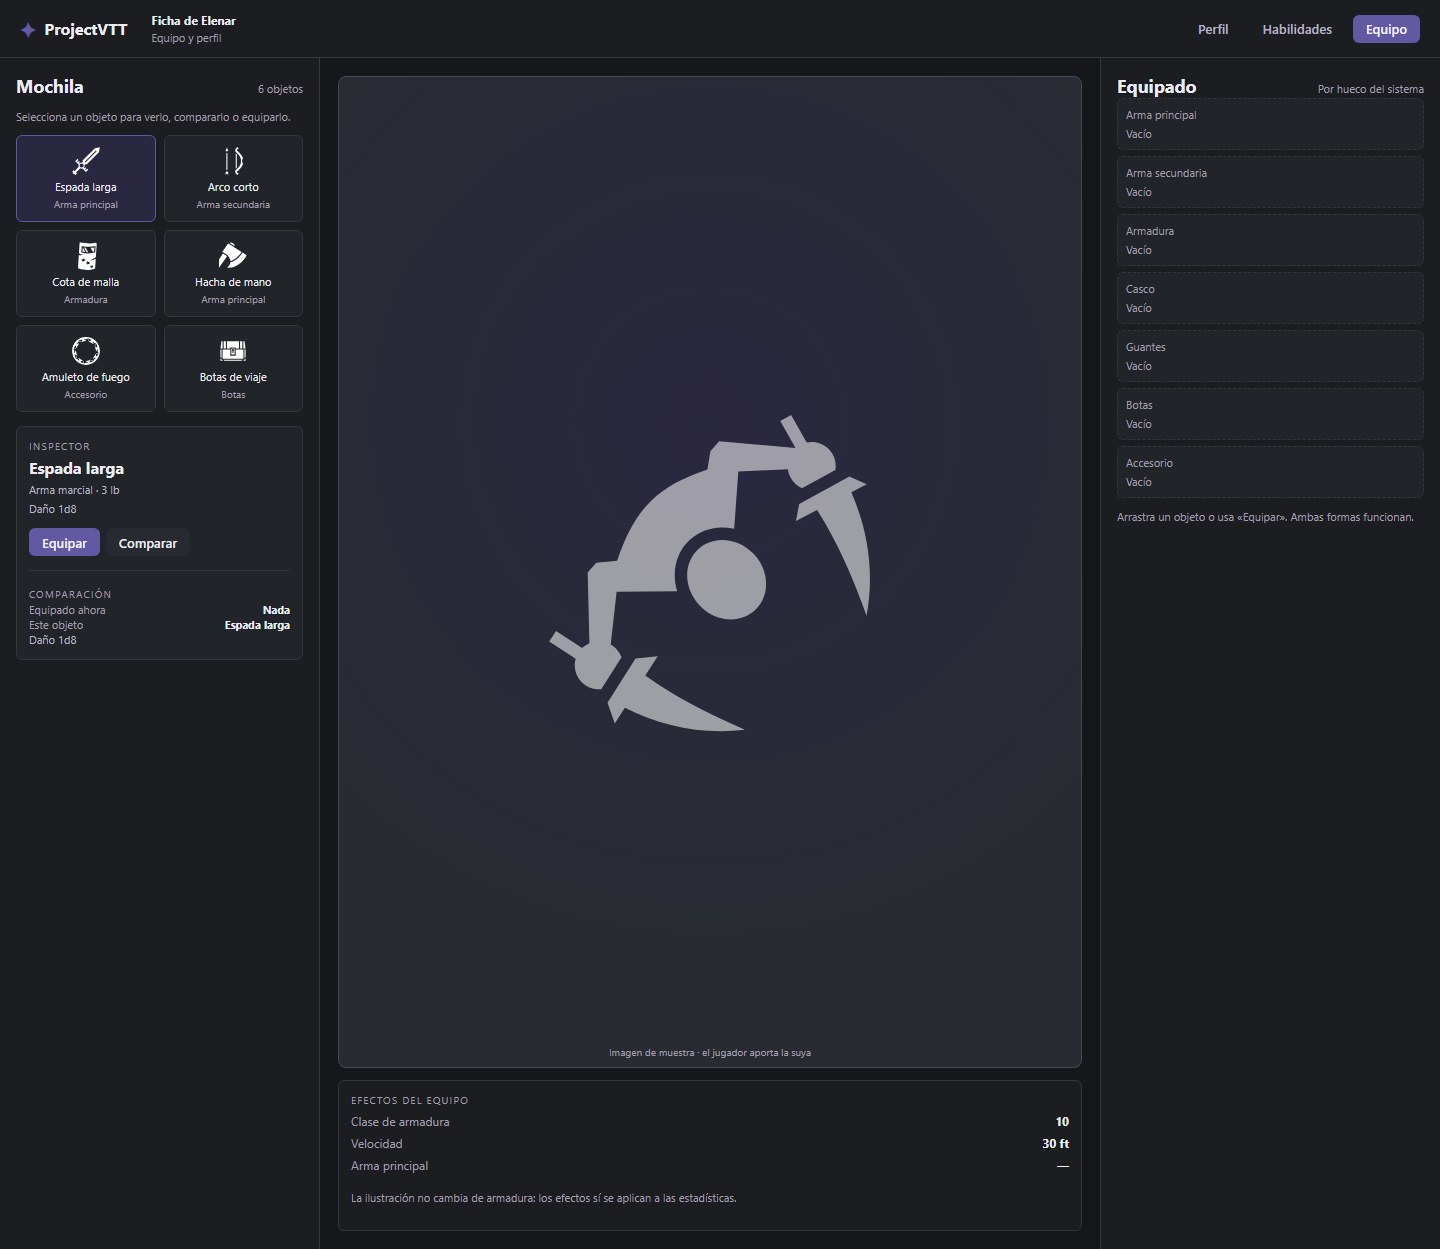 ProjectVTT
Ficha de Elenar
Equipo y perfil
Perfil
Habilidades
Equipo
Mochila
6 objetos
Selecciona un objeto para verlo, compararlo o equiparlo.
Espada larga
Arma principal
Arco corto
Arma secundaria
Cota de malla
Armadura
Hacha de mano
Arma principal
Amuleto de fuego
Accesorio
Botas de viaje
Botas
INSPECTOR
Espada larga
Arma marcial · 3 lb
Daño 1d8
Equipar
Comparar
COMPARACIÓN
Equipado ahora
Nada
Este objeto
Espada larga
Daño 1d8
Imagen de muestra · el jugador aporta la suya
EFECTOS DEL EQUIPO
Clase de armadura
10
Velocidad
30 ft
Arma principal
—
La ilustración no cambia de armadura: los efectos sí se aplican a las estadísticas.
Equipado
Por hueco del sistema
Arma principal
Vacío
Arma secundaria
Vacío
Armadura
Vacío
Casco
Vacío
Guantes
Vacío
Botas
Vacío
Accesorio
Vacío
Arrastra un objeto o usa «Equipar». Ambas formas funcionan.